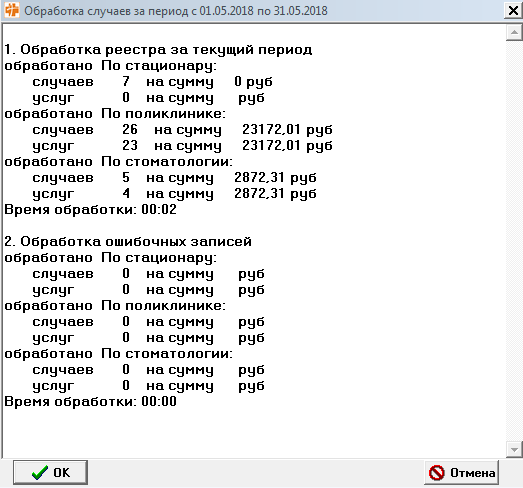 Обработка случаев за период с 01.05.2018 по 31.05.2018
1. Обработка реестра за текущий период
обработано По стационару:
случаев 7 на сумму 0 руб
услуг 0 на сумму руб
обработано По поликлинике:
случаев 26 на сумму 23172,01 руб
услуг 23 на сумму 23172,01 руб
обработано По стоматологии:
случаев 5 на сумму 2872,31 руб
услуг 4 на сумму 2872,31 руб
Время обработки: 00:02
2. Обработка ошибочных записей
обработано По стационару:
случаев 0 на сумму руб
услуг 0 на сумму руб
обработано По поликлинике:
случаев 0 на сумму руб
услуг 0 на сумму руб
обработано По стоматологии:
случаев 0 на сумму руб
услуг 0 на сумму руб
Время обработки: 00:00
OK Отмена